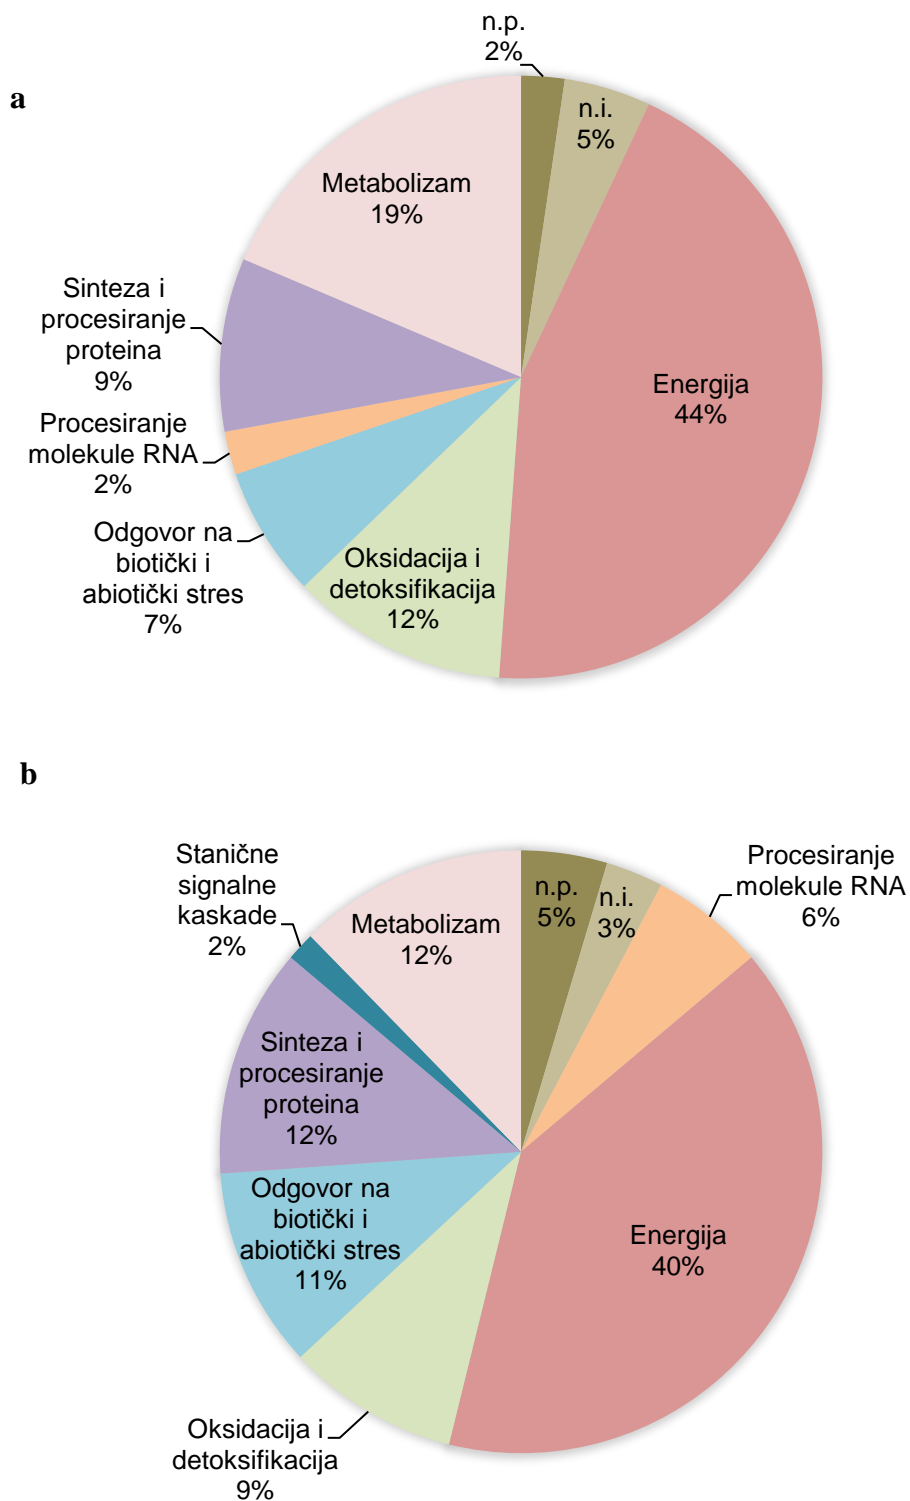 a
n.p.
2%
n.i.
5%
Metabolizam
19%
Energija
44%
Sinteza i
procesiranje
proteina
9%
Procesiranje
molekule RNA
2%
Odgovor na
biotički i
abiotički stres
7%
Oksidacija i
detoksifikacija
12%
b
Stanične
signalne
kaskade
2%
Metabolizam
12%
n.p.
5%
n.i.
3%
Procesiranje
molekule RNA
6%
Sinteza i
procesiranje
proteina
12%
Odgovor na
biotički i
abiotički stres
11%
Energija
40%
Oksidacija i
detoksifikacija
9%